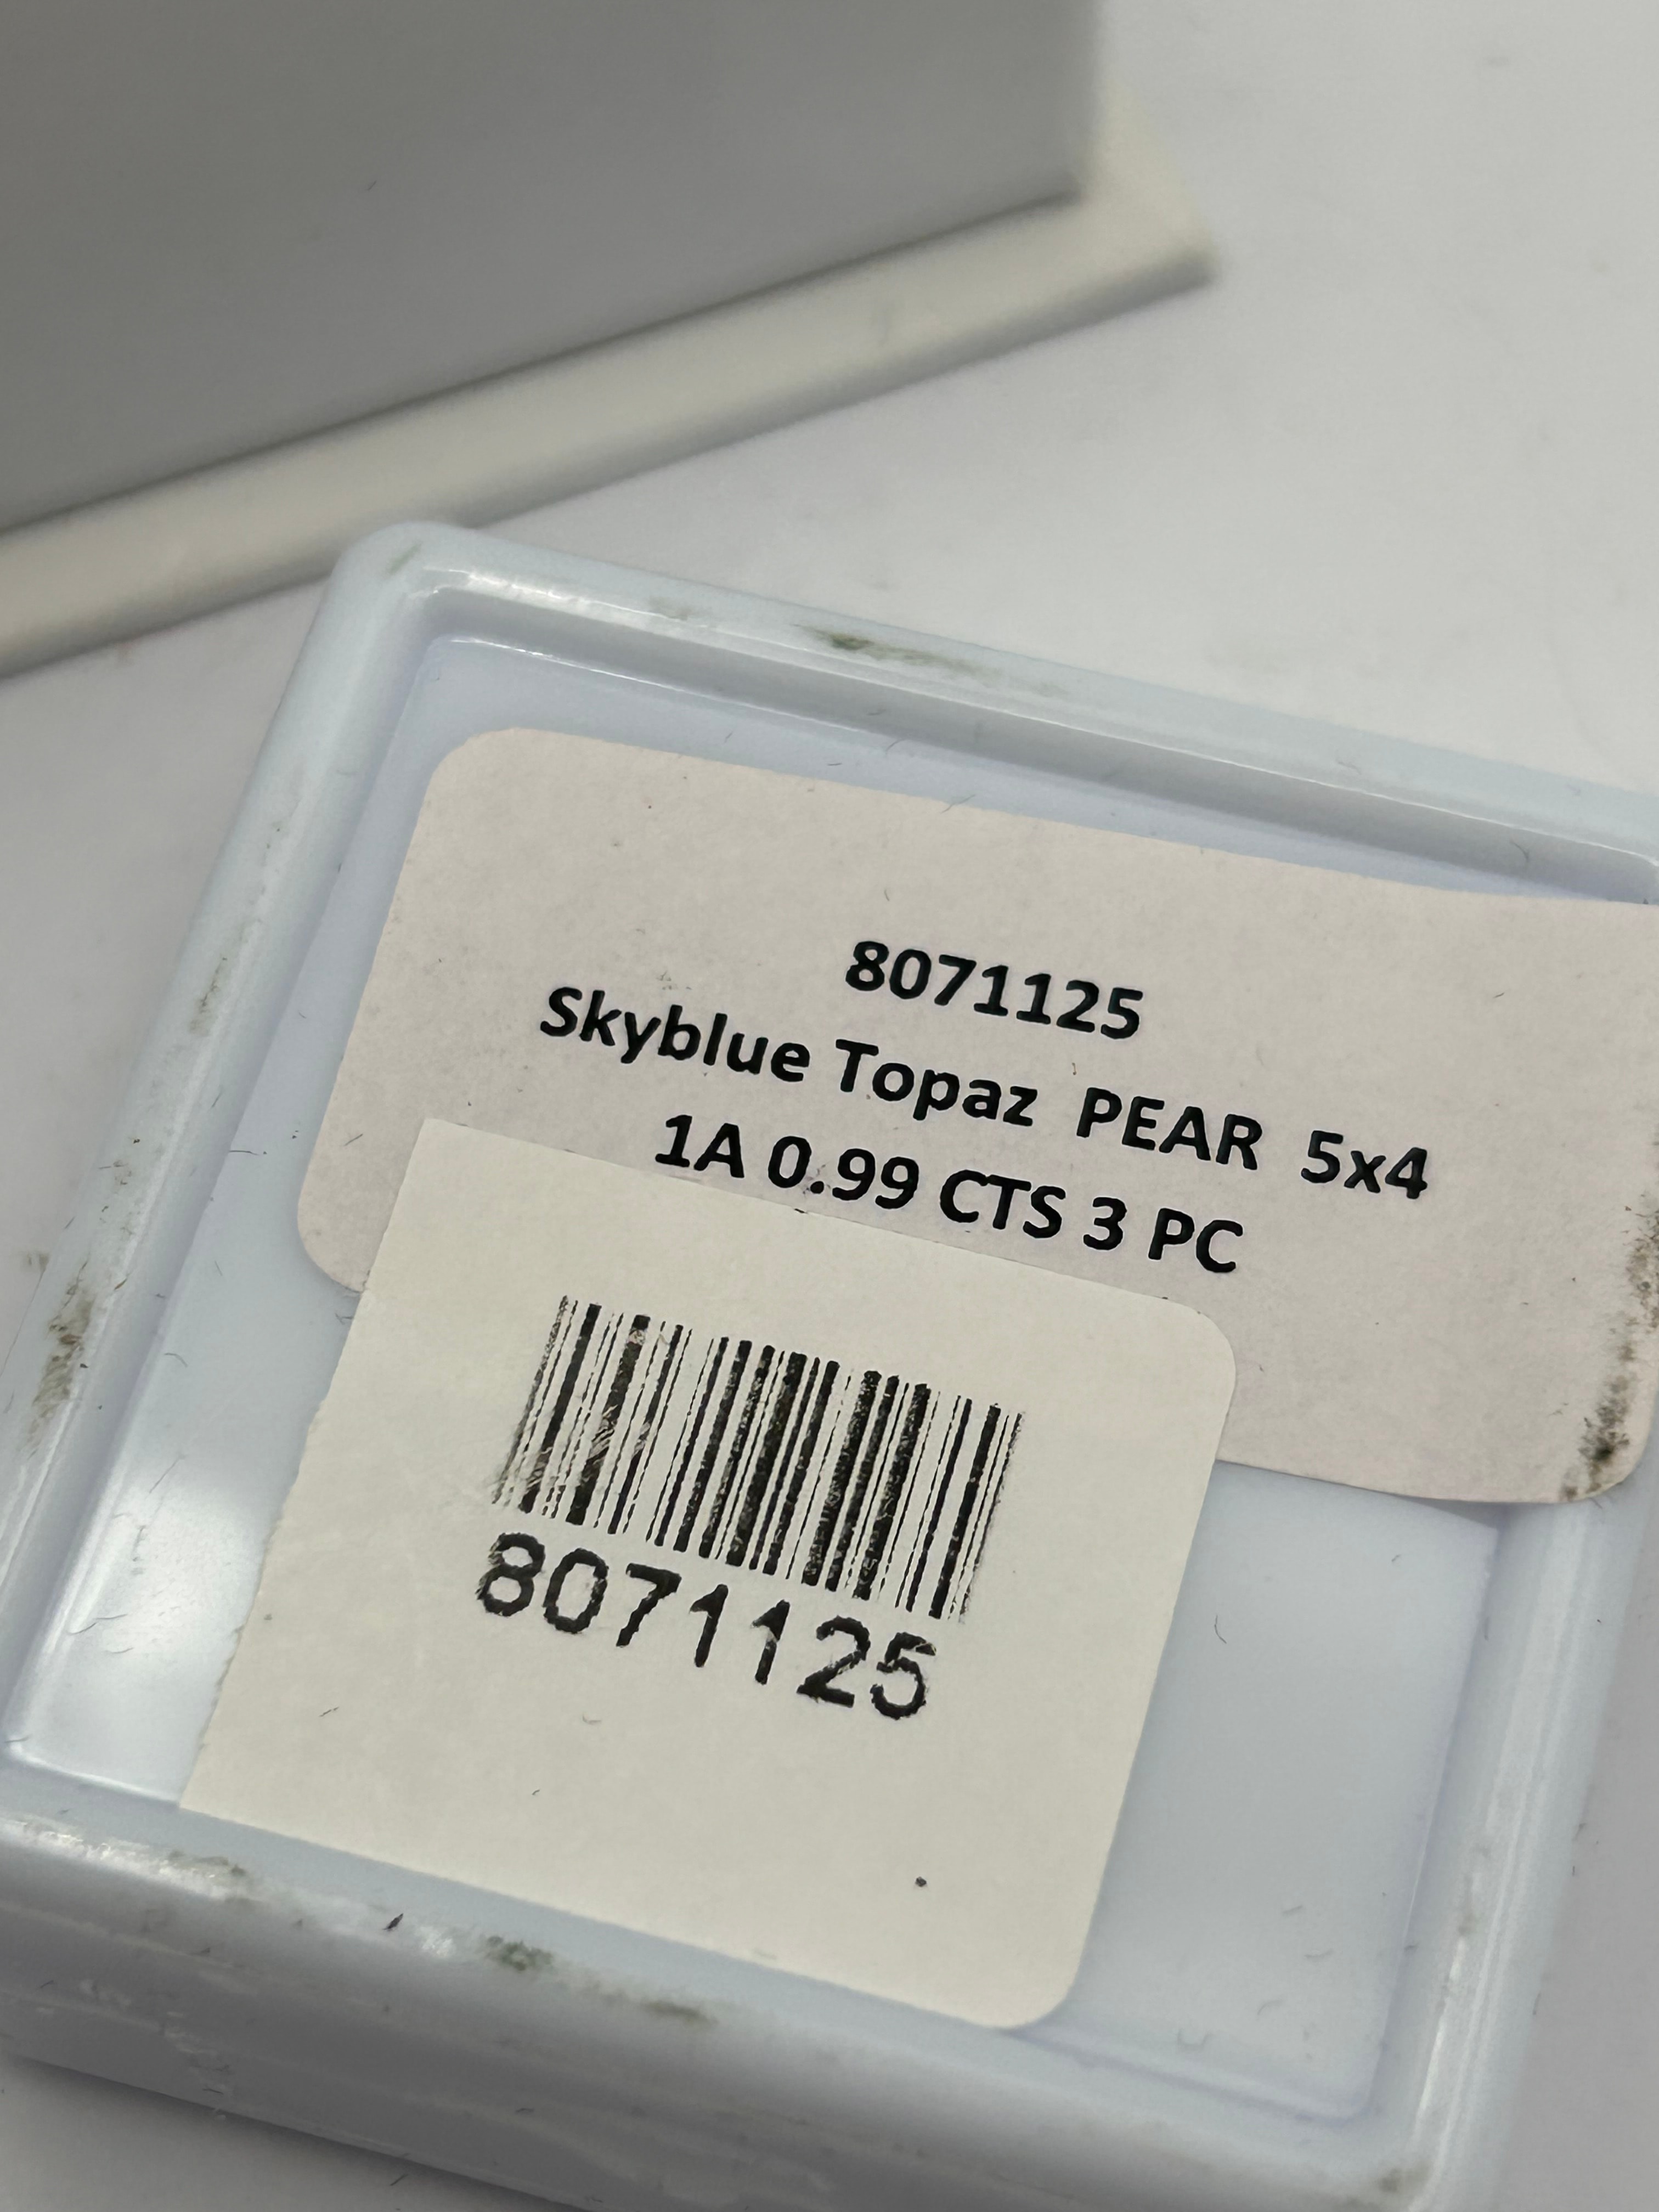 8071125
Skyblue Topaz PEAR 5x4
1A 0.99 CTS 3 PC
8071125